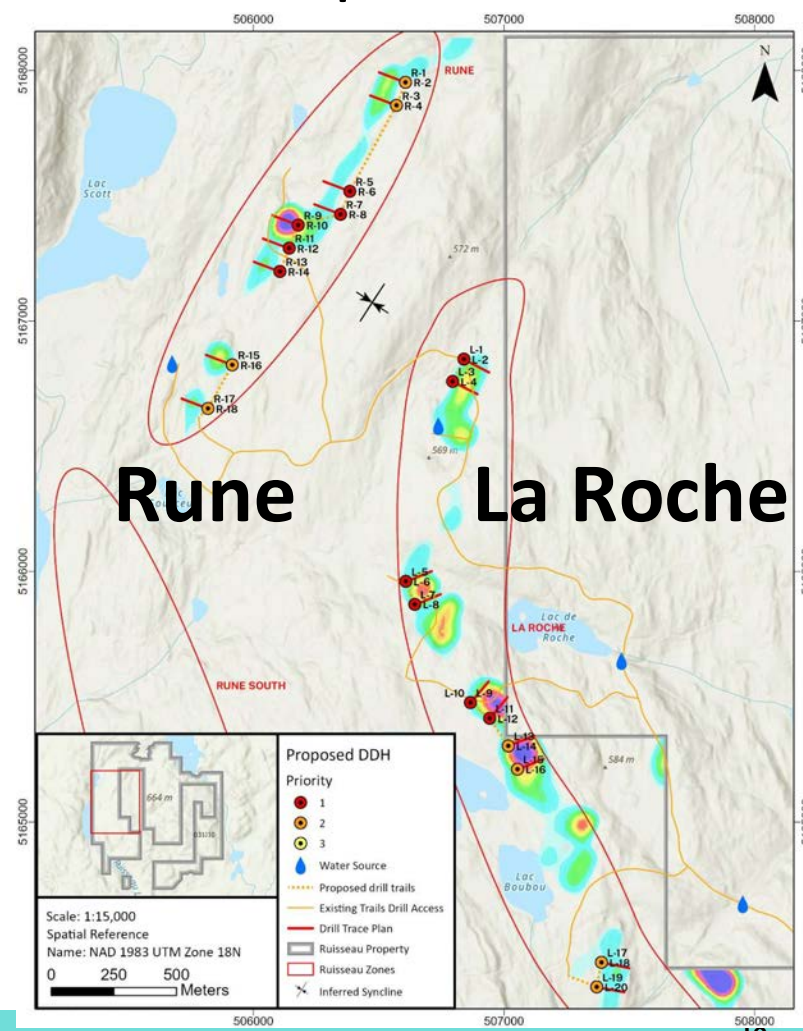 506000
507000
508000
5168000
N
RUNE
R-1
R-2
R-3
R-4
Lac
Scott
R-5
R-6
R-7
R-8
R-9
R-10
R-11
R-12
R-13
R-14
572 m
5167000
R-15
R-16
R-17
R-18
L-1
L-2
L-3
L-4
569 m
Rune
La Roche
5166000
L-5
L-6
L-7
L-8
Lac de
Roche
LA ROCHE
RUNE SOUTH
L-10
L-9
L-11
L-12
L-13
L-14
L-15
L-16
584 m
5165000
Lac
Boubou
L-17
L-18
L-19
L-20
664 m
Proposed DDH
Priority
1
2
3
Water Source
Proposed drill trails
Existing Trails Drill Access
Drill Trace Plan
Ruisseau Property
Ruisseau Zones
Inferred Syncline
Scale: 1:15,000
Spatial Reference
Name: NAD 1983 UTM Zone 18N
0 250 500
Meters
506000
507000
508000